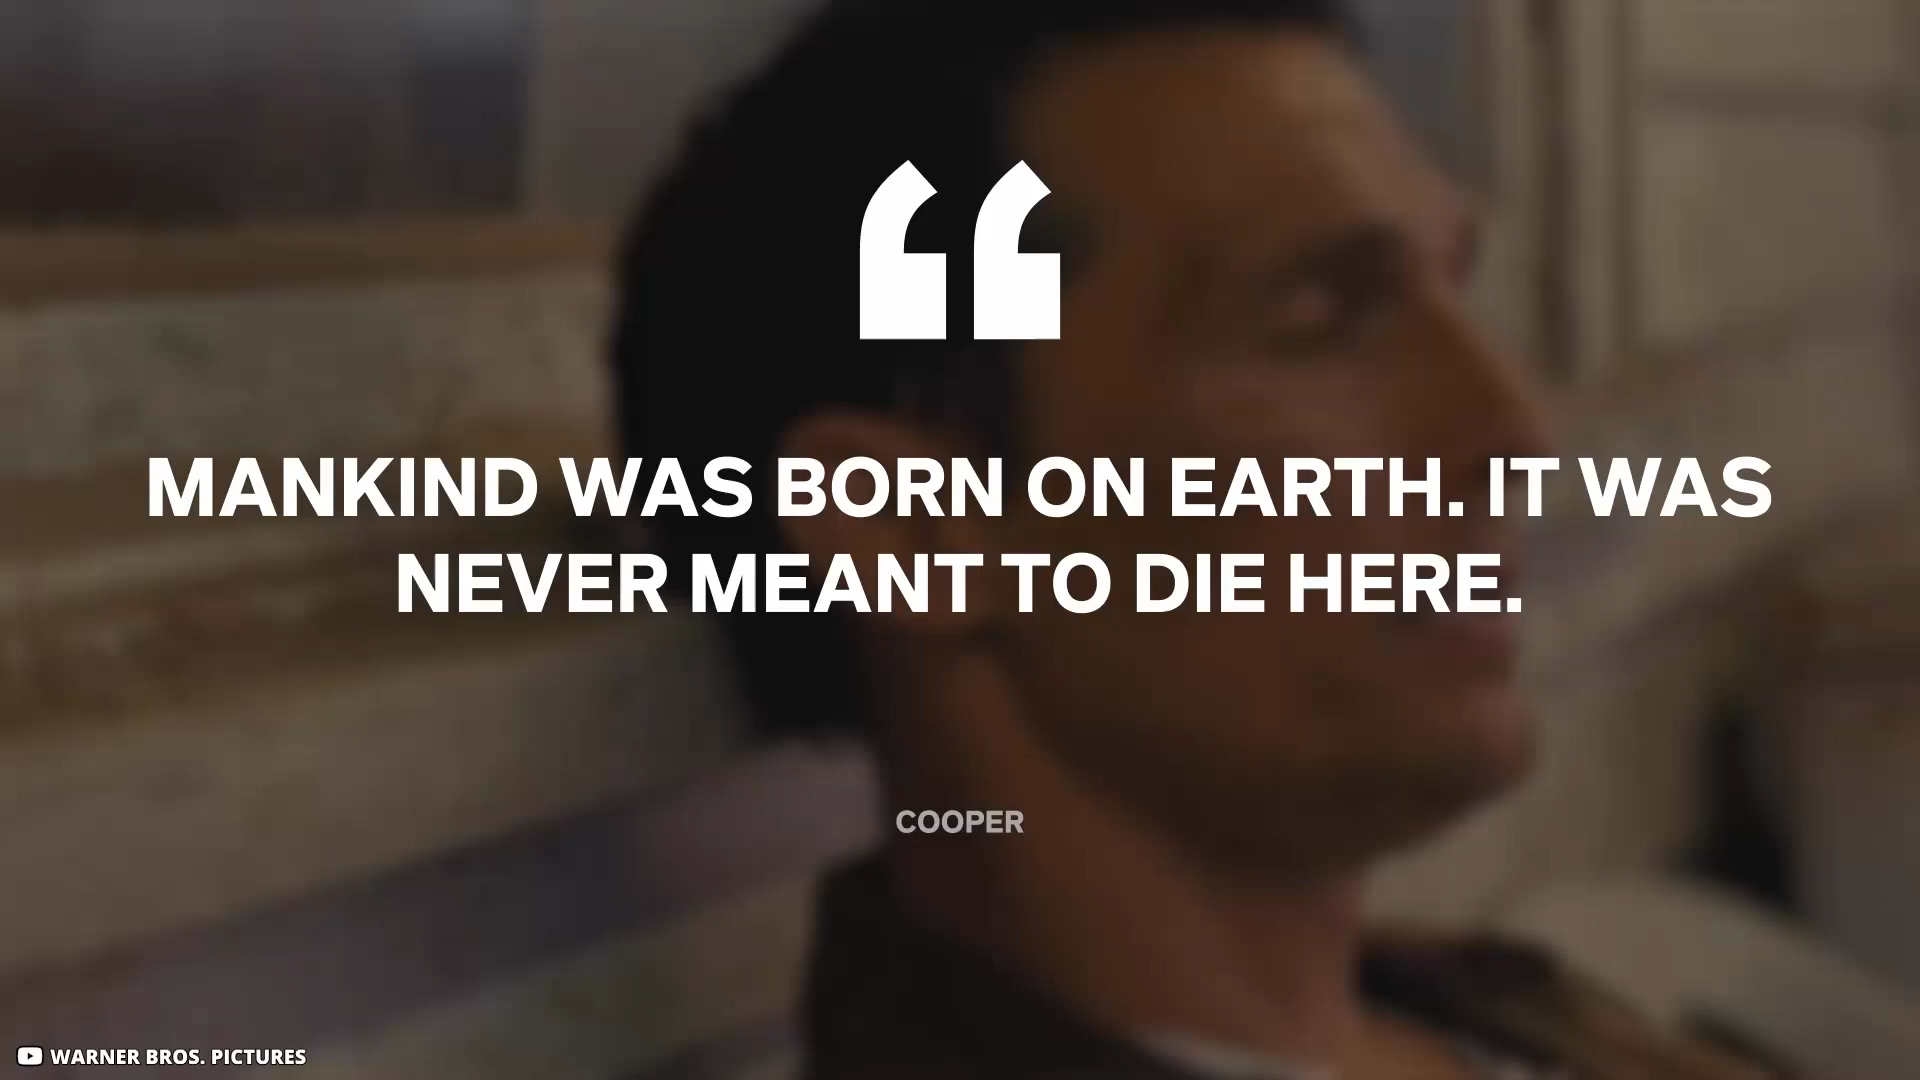 “
MANKIND WAS BORN ON EARTH. IT WAS
NEVER MEANT TO DIE HERE.
COOPER
WARNER BROS. PICTURES